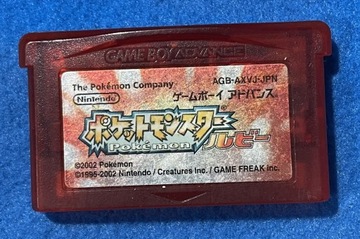 GAME BOY ADVANCE
The Pokémon Company
AGB-AXVJ-JPN
Nintendo
ゲームボーイ アドバンス
ポケットモンスター
Pokémon
ルビー
©2002 Pokémon
©1995-2002 Nintendo / Creatures Inc. / GAME FREAK Inc.